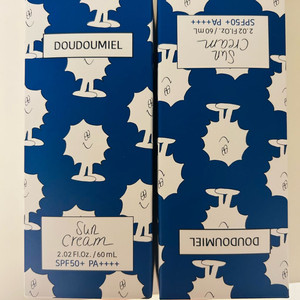 DOUDOUMIEL
Sun
Cream
2.02 Fl.Oz. / 60 mL
SPF50+ PA++++
Sun
Cream
2.02 Fl.Oz. / 60 mL
SPF50+ PA++++
DOUDOUMIEL